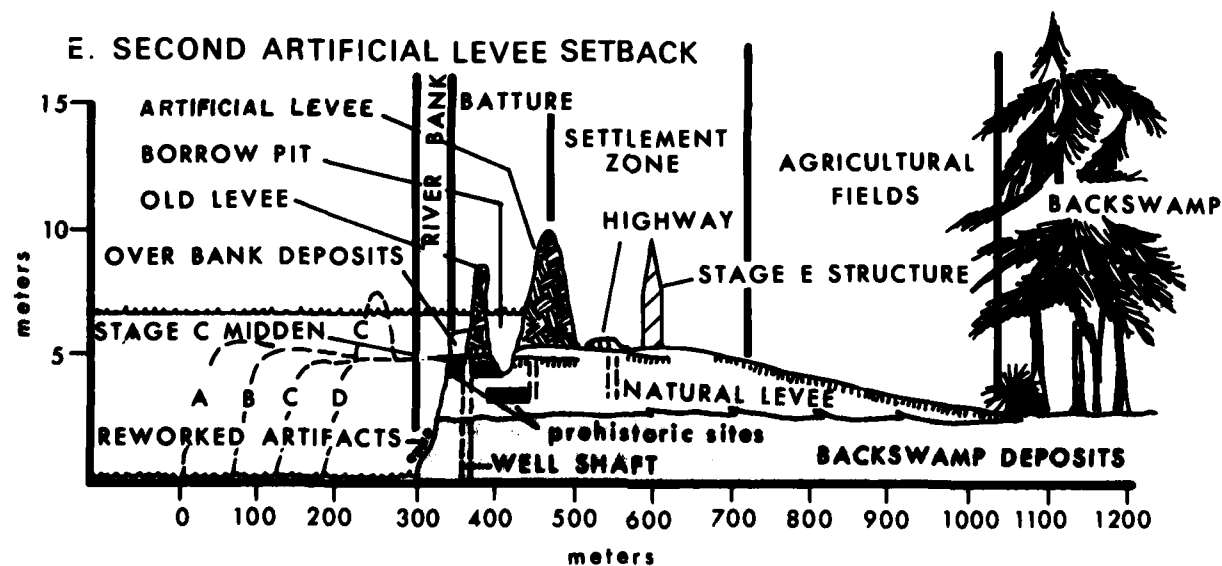 E. SECOND ARTIFICIAL LEVEE SETBACK
15
ARTIFICIAL LEVEE
RIVER BANK
BATTURE
BORROW PIT
SETTLEMENT
ZONE
AGRICULTURAL
FIELDS
OLD LEVEE
BACKSWAMP
10
HIGHWAY
OVER BANK DEPOSITS
STAGE E STRUCTURE
meters
STAGE C MIDDEN
C
5
A
B
C
D
NATURAL LEVEE
REWORKED ARTIFACTS
prehistoric sites
WELL SHAFT
BACKSWAMP DEPOSITS
0 100 200 300 400 500 600 700 800 900 1000 1100 1200
meters